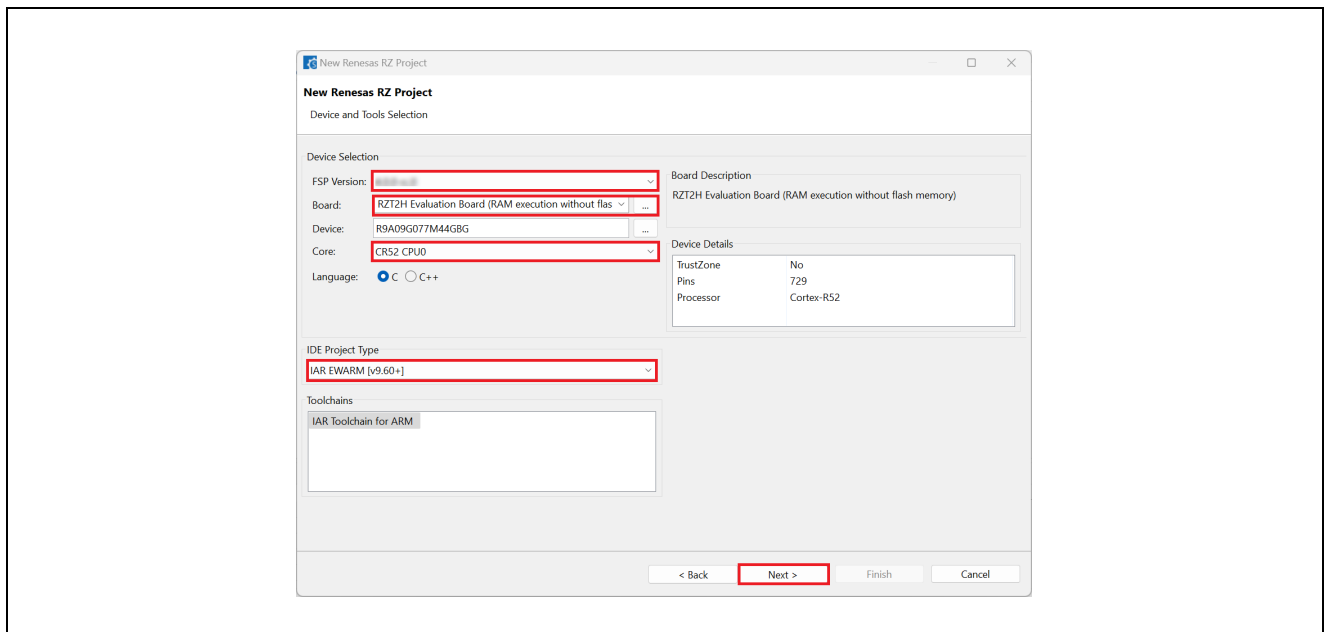 New Renesas RZ Project
New Renesas RZ Project
Device and Tools Selection
Device Selection
FSP Version:
Board: RZT2H Evaluation Board (RAM execution without flas ...
Device: R9A09G077M44GBG ...
Core: CR52 CPU0
Language: C C++
Board Description
RZT2H Evaluation Board (RAM execution without flash memory)
Device Details
TrustZone No
Pins 729
Processor Cortex-R52
IDE Project Type
IAR EWARM [v9.60+]
Toolchains
IAR Toolchain for ARM
< Back Next > Finish Cancel